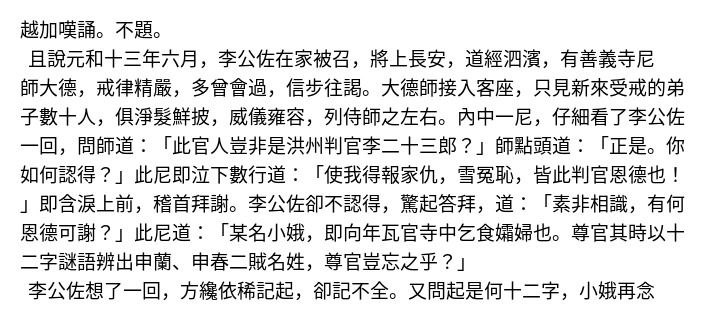 越加嘆誦。不題。
且說元和十三年六月，李公佐在家被召，將上長安，道經泗濱，有善義寺尼
師大德，戒律精嚴，多曾會過，信步往謁。大德師接入客座，只見新來受戒的弟
子數十人，俱淨髮鮮披，威儀雍容，列侍師之左右。內中一尼，仔細看了李公佐
一回，問師道：「此官人豈非是洪州判官李二十三郎？」師點頭道：「正是。你
如何認得？」此尼即泣下數行道：「使我得報家仇，雪冤恥，皆此判官恩德也！
」即含淚上前，稽首拜謝。李公佐卻不認得，驚起答拜，道：「素非相識，有何
恩德可謝？」此尼道：「某名小娥，即向年瓦官寺中乞食孀婦也。尊官其時以十
二字謎語辨出申蘭、申春二賊名姓，尊官豈忘之乎？」
李公佐想了一回，方纔依稀記起，卻記不全。又問起是何十二字，小娥再念